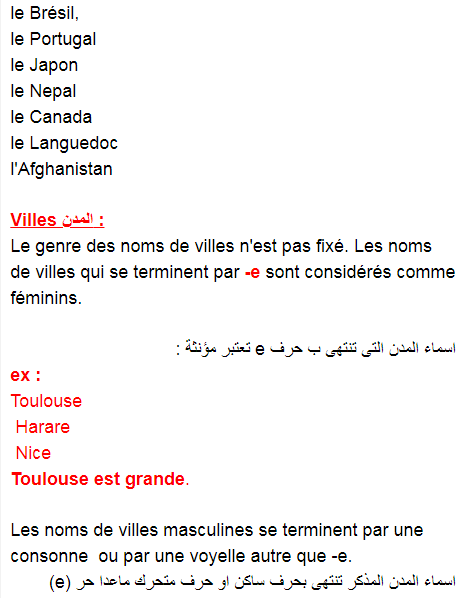 le Brésil,
le Portugal
le Japon
le Nepal
le Canada
le Languedoc
l'Afghanistan
Villes المدن :
Le genre des noms de villes n'est pas fixé. Les noms
de villes qui se terminent par -e sont considérés comme
féminins.
اسماء المدن التى تنتهى ب حرف e تعتبر مؤنثة :
ex :
Toulouse
Harare
Nice
Toulouse est grande.
Les noms de villes masculines se terminent par une
consonne ou par une voyelle autre que -e.
اسماء المدن المذكر تنتهى بحرف ساكن او حرف متحرك ماعدا حر (e)